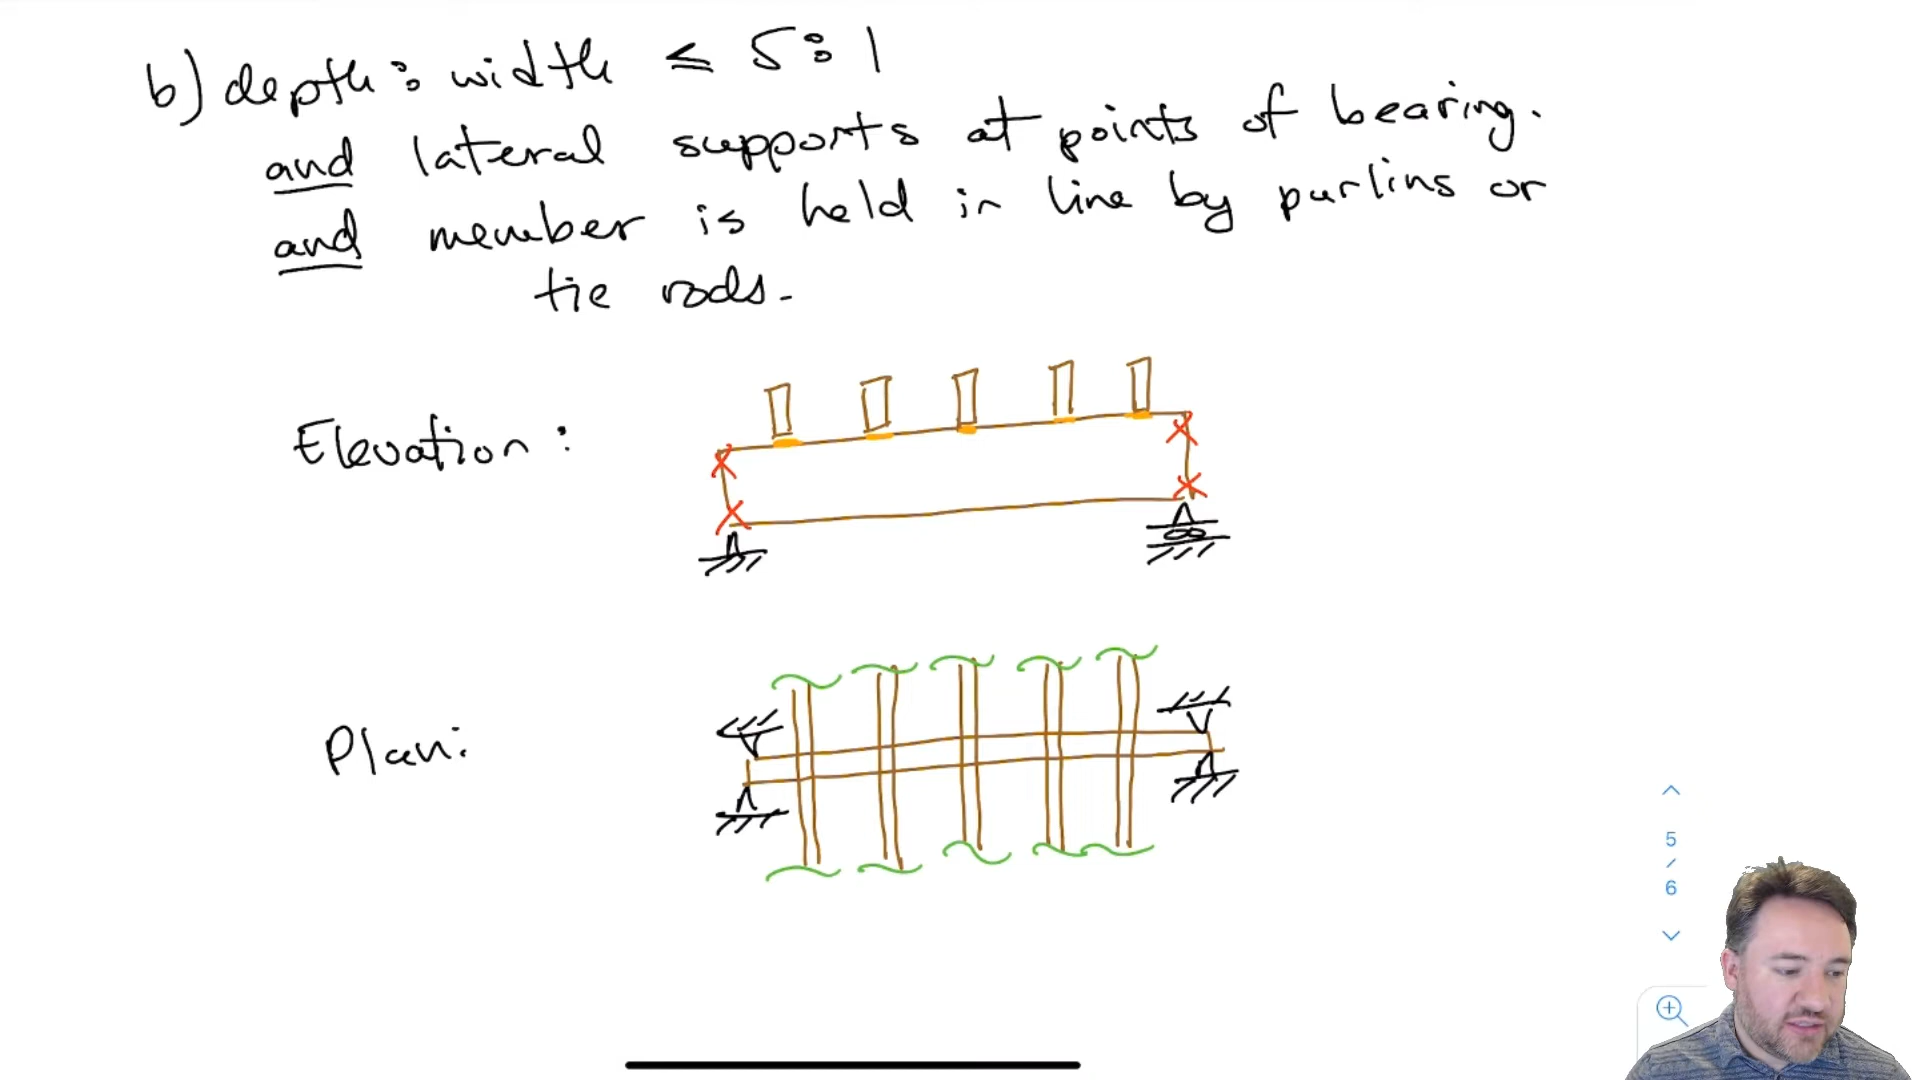 b) depth : width ≤ 5 : 1
and lateral supports at points of bearing.
and member is held in line by purlins or
tie rods.
Elevation :
Plan:
5
/
6